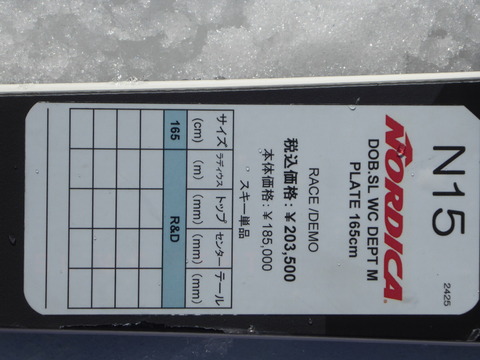 2425
N15
NORDICA
DOB.SL WC DEPT M
PLATE 165cm
RACE /DEMO
税込価格:¥203,500
本体価格:¥185,000
スキー単品
サイズ ラディウス トップ センター テール
(cm) (m) (mm) (mm) (mm)
165 R&D